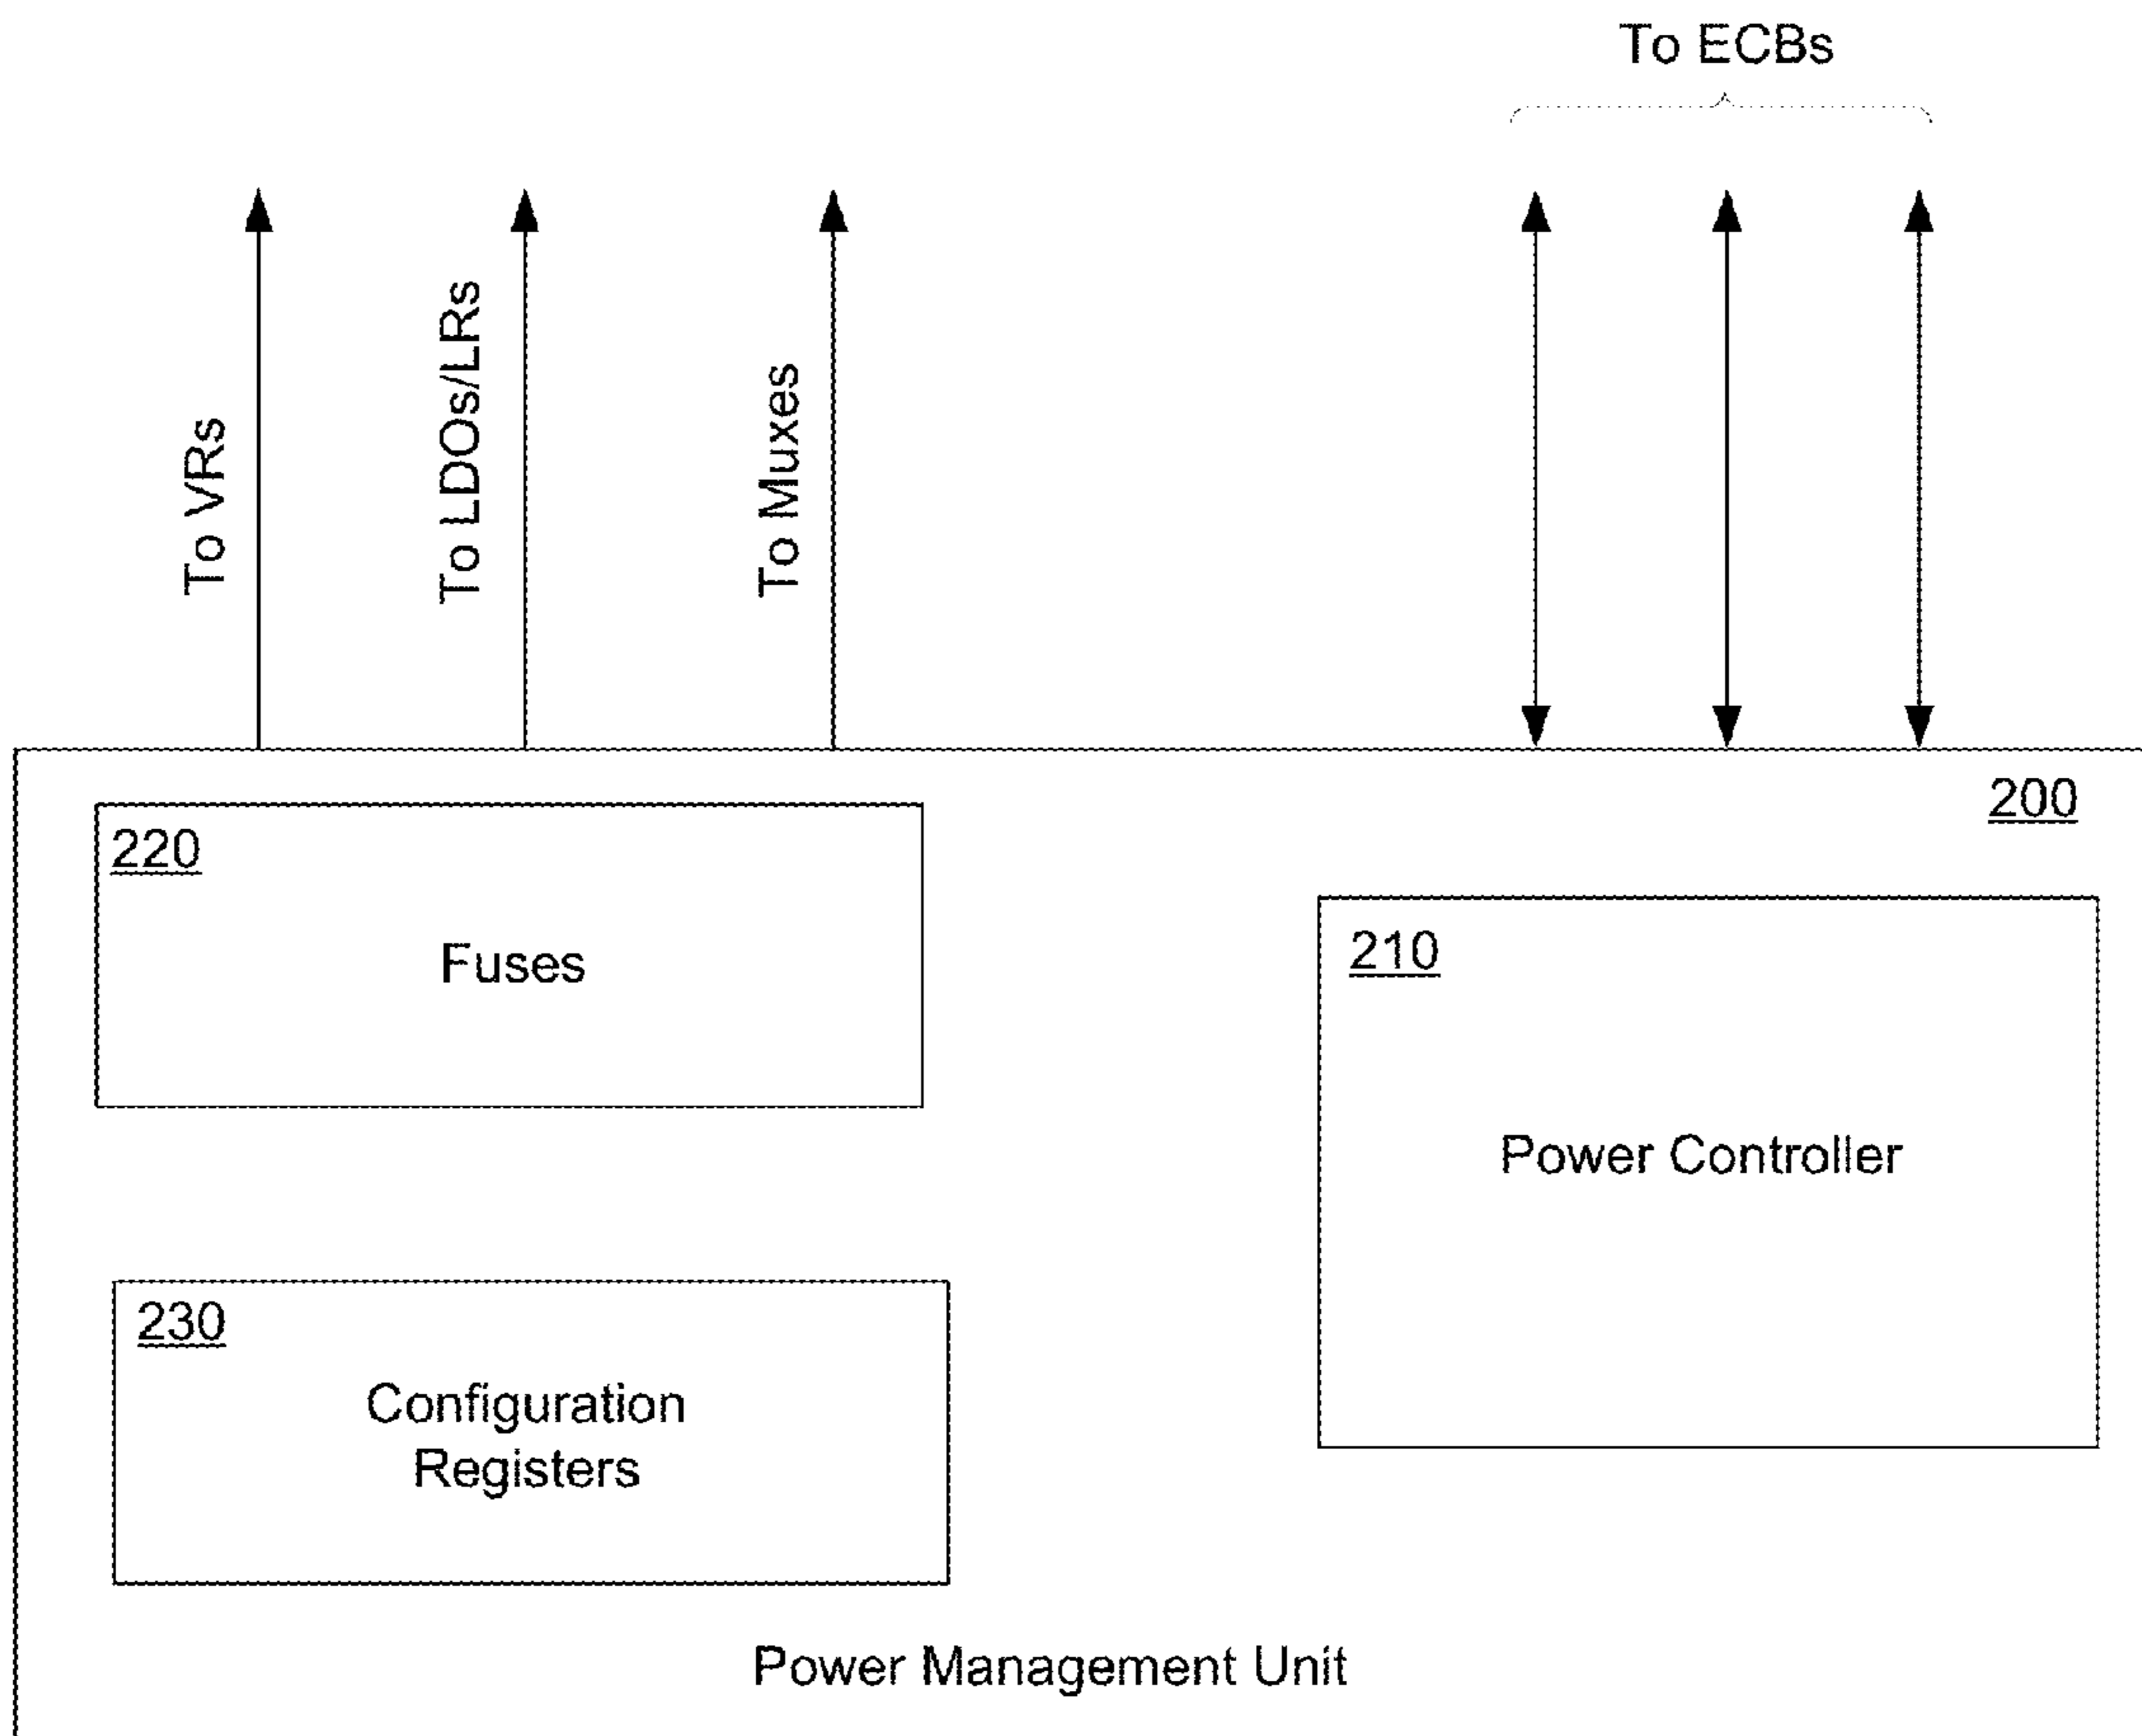 To ECBs
To VRs
To LDOs/LRs
To Muxes
200
220
Fuses
210
Power Controller
230
Configuration
Registers
Power Management Unit